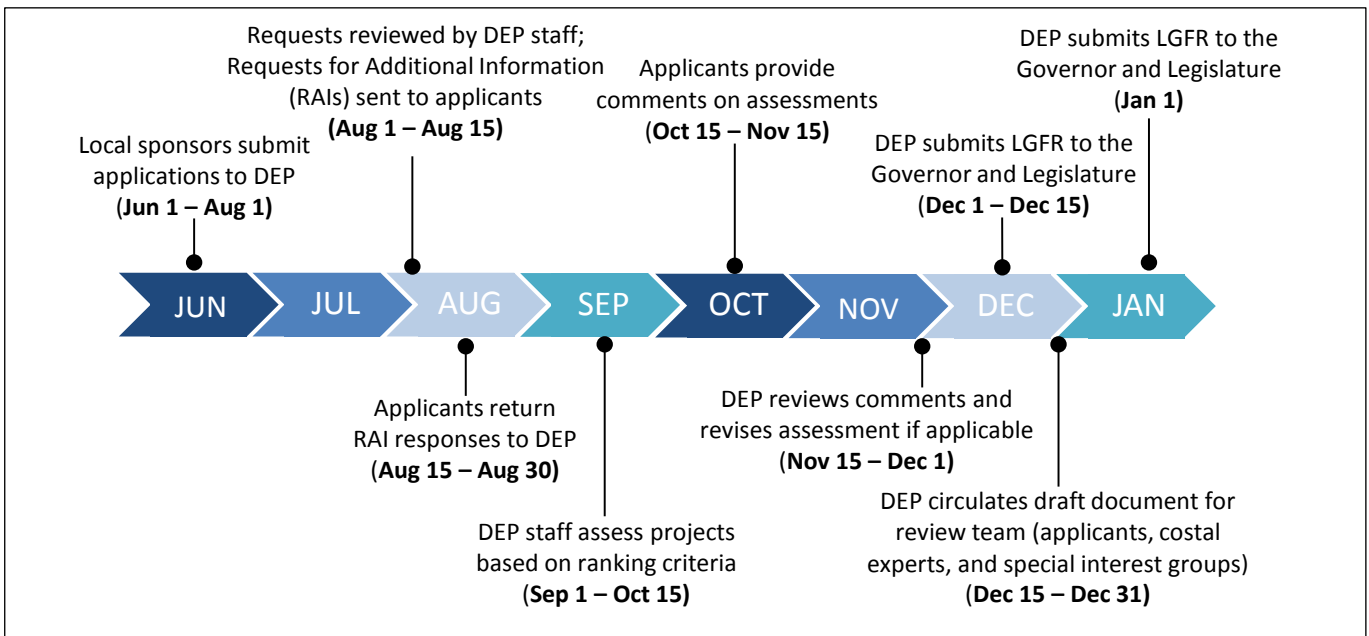 Requests reviewed by DEP staff;
Requests for Additional Information
(RAIs) sent to applicants
(Aug 1 – Aug 15)
DEP submits LGFR to the
Governor and Legislature
(Jan 1)
Applicants provide
comments on assessments
(Oct 15 – Nov 15)
Local sponsors submit
applications to DEP
(Jun 1 – Aug 1)
DEP submits LGFR to the
Governor and Legislature
(Dec 1 – Dec 15)
JUN
JUL
AUG
SEP
OCT
NOV
DEC
JAN
Applicants return
RAI responses to DEP
(Aug 15 – Aug 30)
DEP reviews comments and
revises assessment if applicable
(Nov 15 – Dec 1)
DEP staff assess projects
based on ranking criteria
(Sep 1 – Oct 15)
DEP circulates draft document for
review team (applicants, costal
experts, and special interest groups)
(Dec 15 – Dec 31)